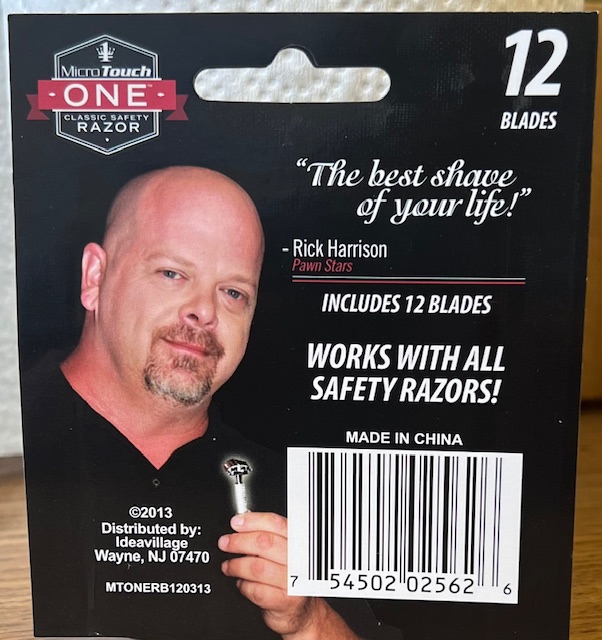 MicroTouch
ONE™
CLASSIC SAFETY
RAZOR
12
BLADES
“The best shave
of your life!”
- Rick Harrison
Pawn Stars
INCLUDES 12 BLADES
WORKS WITH ALL
SAFETY RAZORS!
MADE IN CHINA
©2013
Distributed by:
Ideavillage
Wayne, NJ 07470
MTONERB120313
7 54502 02562 6